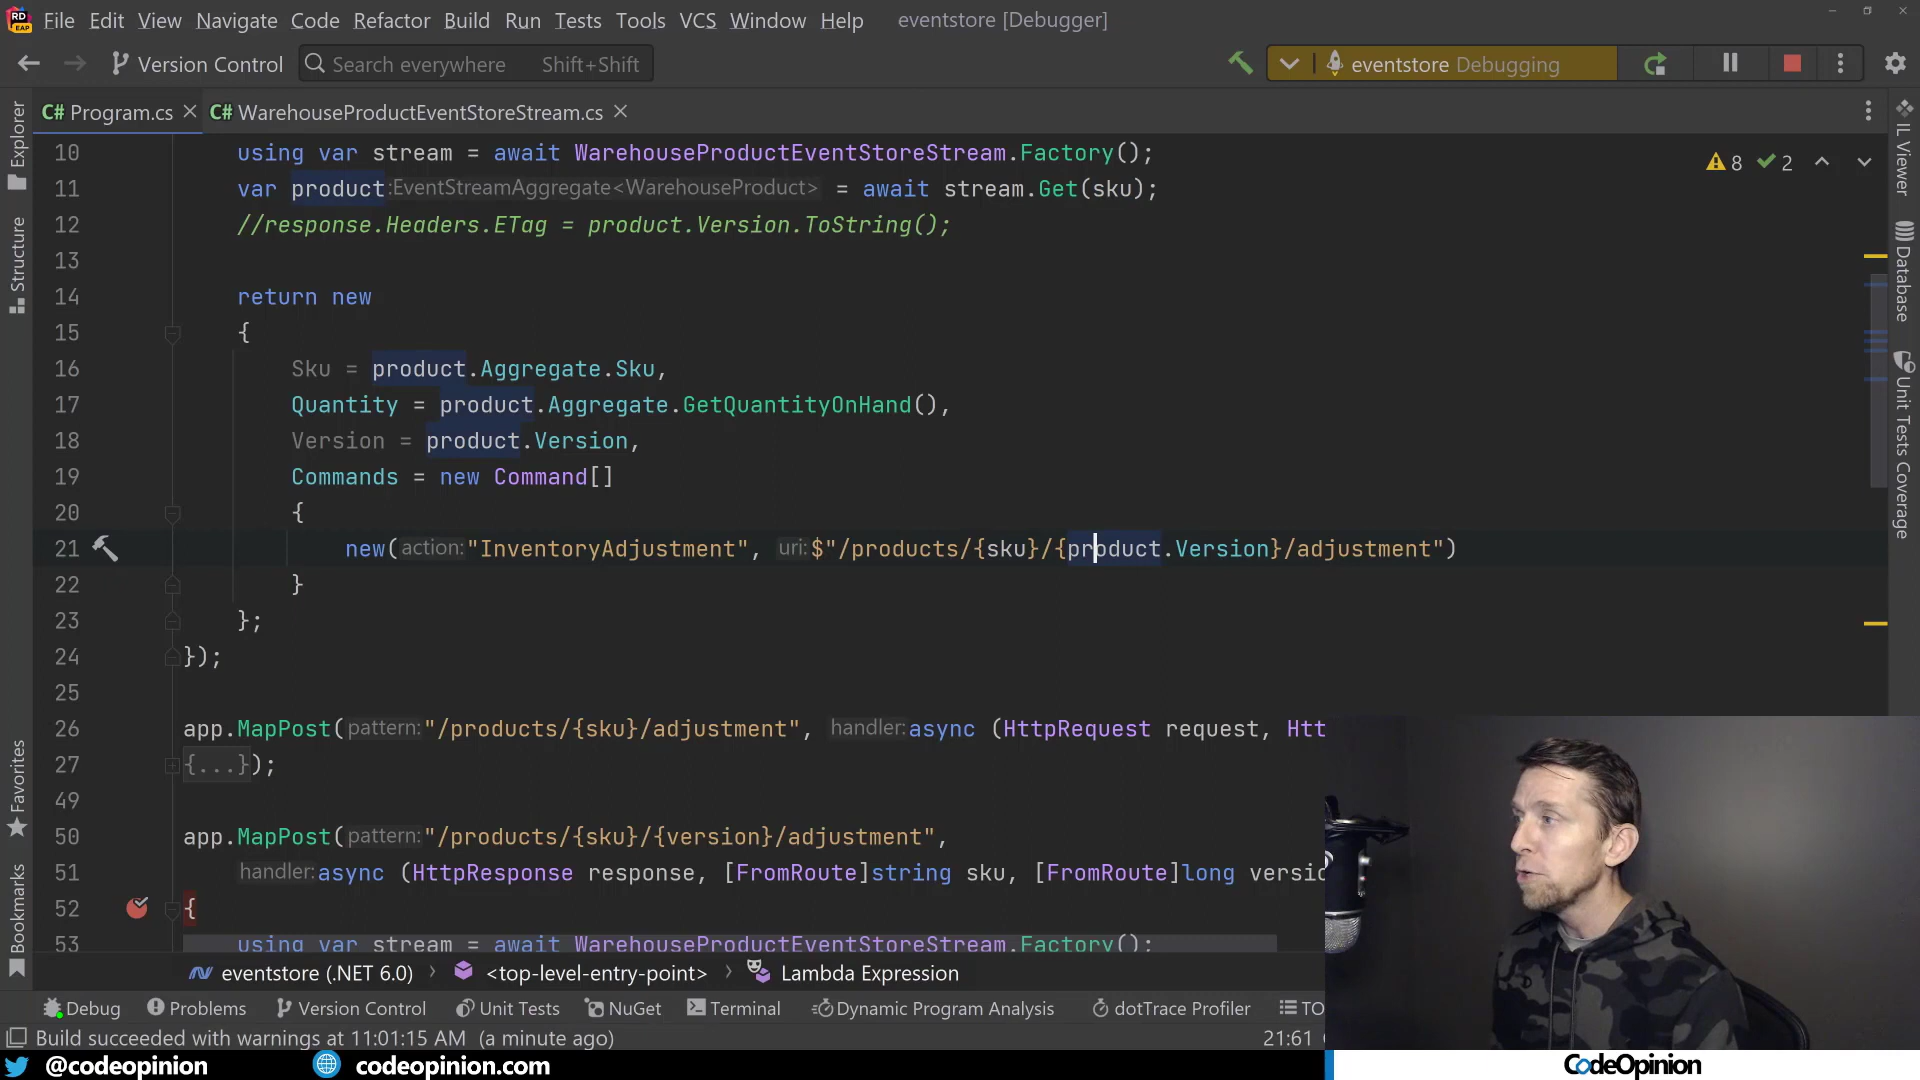 RD EAP File Edit View Navigate Code Refactor Build Run Tests Tools VCS Window Help eventstore [Debugger]
Version Control Search everywhere Shift+Shift eventstore Debugging
C# Program.cs C# WarehouseProductEventStoreStream.cs
Explorer
Structure
Favorites
Bookmarks
10 using var stream = await WarehouseProductEventStoreStream.Factory();
11 var product :EventStreamAggregate<WarehouseProduct> = await stream.Get(sku);
12 //response.Headers.ETag = product.Version.ToString();
13
14 return new
15 {
16 Sku = product.Aggregate.Sku,
17 Quantity = product.Aggregate.GetQuantityOnHand(),
18 Version = product.Version,
19 Commands = new Command[]
20 {
21 new( action: "InventoryAdjustment", uri: $"/products/{sku}/{product.Version}/adjustment")
22 }
23 };
24 });
25
26 app.MapPost( pattern: "/products/{sku}/adjustment", handler: async (HttpRequest request, Htt
27 {...});
49
50 app.MapPost( pattern: "/products/{sku}/{version}/adjustment",
51 handler: async (HttpResponse response, [FromRoute]string sku, [FromRoute]long versio
52 {
53 using var stream = await WarehouseProductEventStoreStream.Factory();
8 2
IL Viewer
Database
Unit Tests Coverage
eventstore (.NET 6.0) <top-level-entry-point> Lambda Expression
Debug Problems Version Control Unit Tests NuGet Terminal Dynamic Program Analysis dotTrace Profiler TO
Build succeeded with warnings at 11:01:15 AM (a minute ago) 21:61
@codeopinion codeopinion.com CodeOpinion